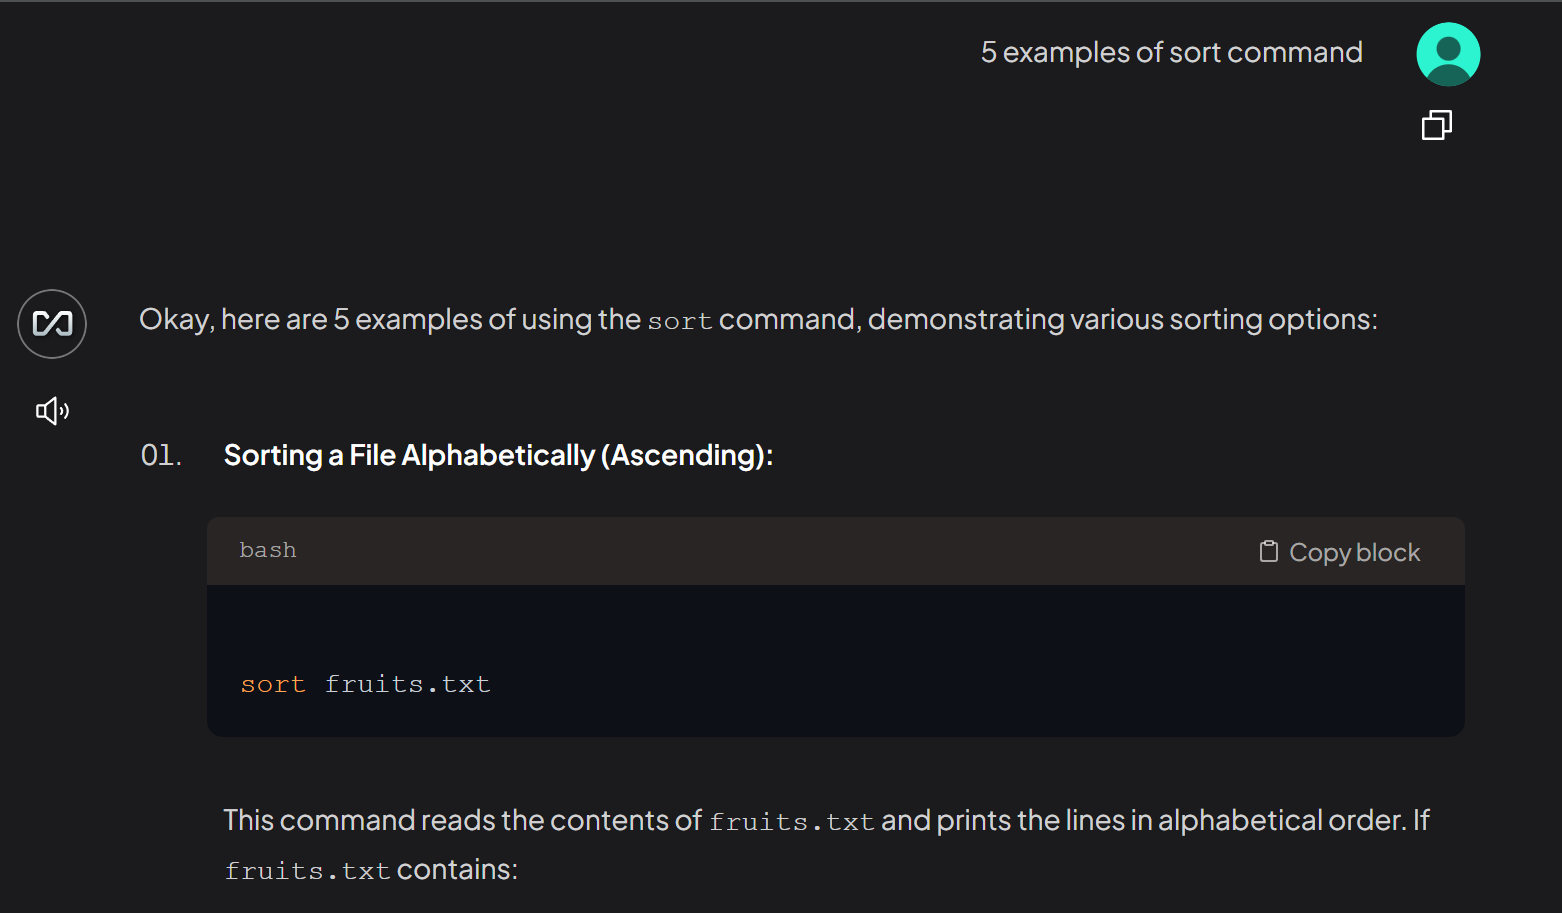 5 examples of sort command
Okay, here are 5 examples of using the sort command, demonstrating various sorting options:
01. Sorting a File Alphabetically (Ascending):
bash Copy block
sort fruits.txt
This command reads the contents of fruits.txt and prints the lines in alphabetical order. If
fruits.txt contains: